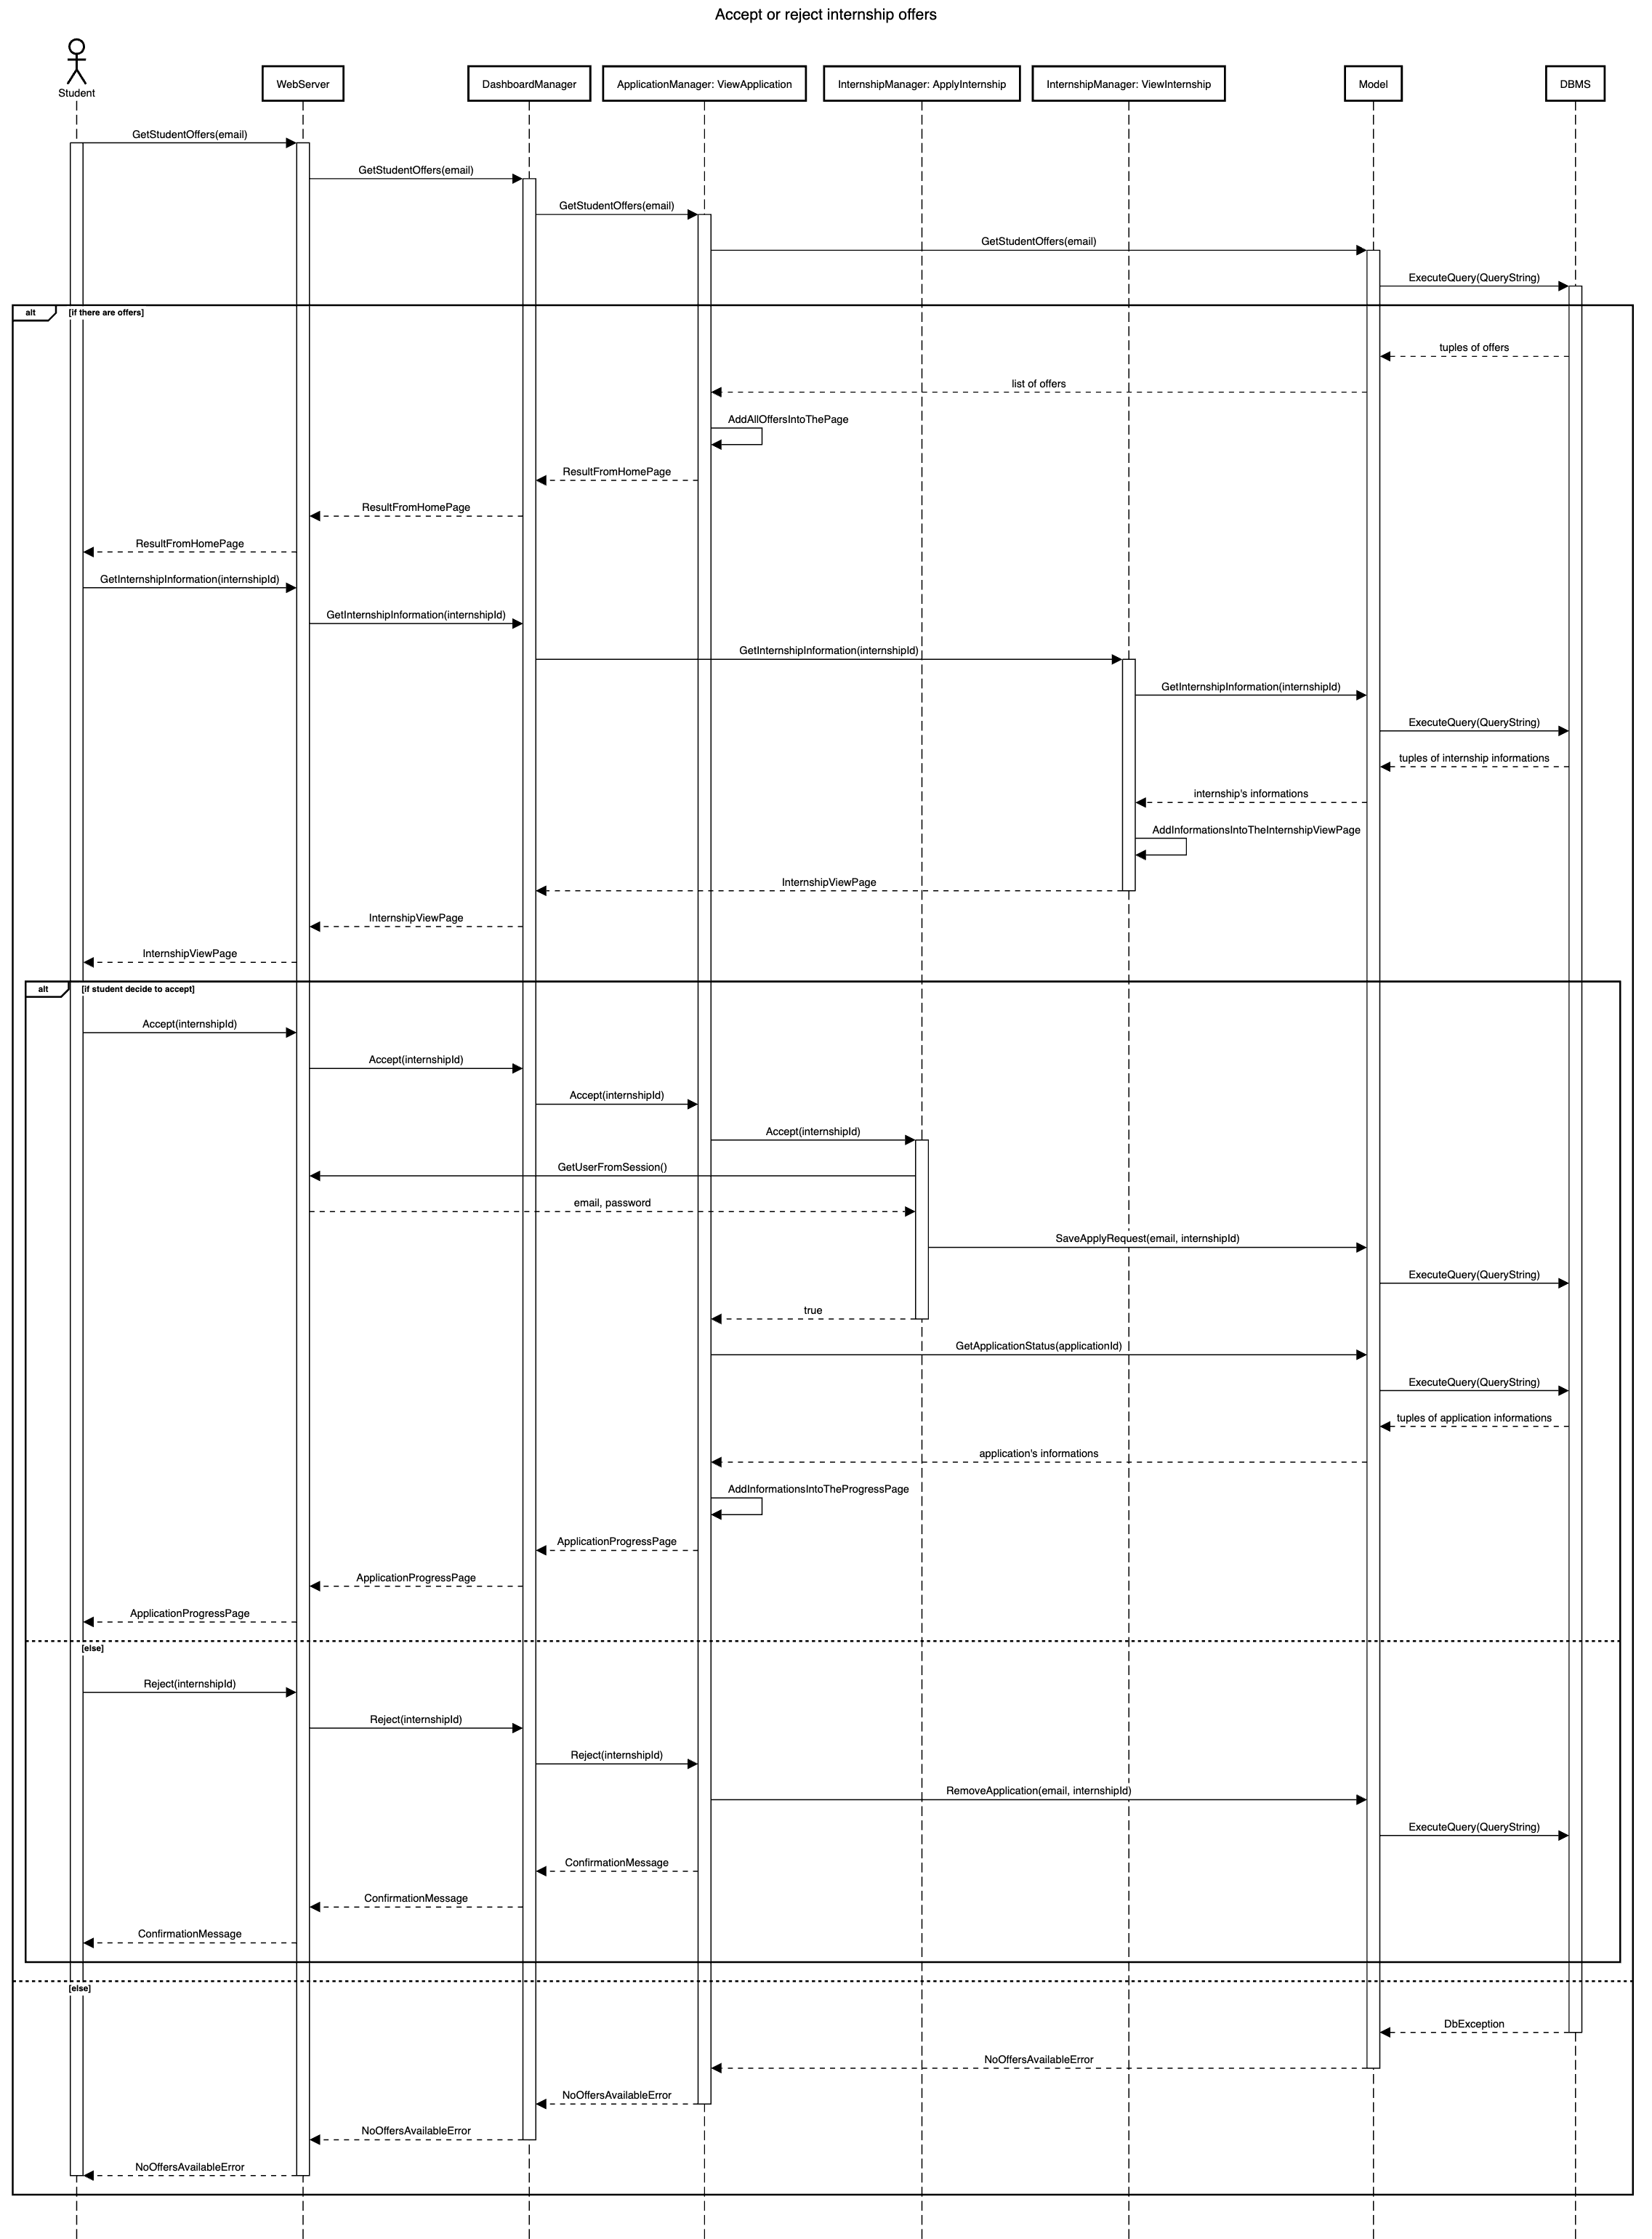 Accept or reject internship offers
Student
WebServer
DashboardManager
ApplicationManager: ViewApplication
InternshipManager: ApplyInternship
InternshipManager: ViewInternship
Model
DBMS
GetStudentOffers(email)
GetStudentOffers(email)
GetStudentOffers(email)
GetStudentOffers(email)
ExecuteQuery(QueryString)
alt
[if there are offers]
tuples of offers
list of offers
AddAllOffersIntoThePage
ResultFromHomePage
ResultFromHomePage
ResultFromHomePage
GetInternshipInformation(internshipId)
GetInternshipInformation(internshipId)
GetInternshipInformation(internshipId)
GetInternshipInformation(internshipId)
ExecuteQuery(QueryString)
tuples of internship informations
internship's informations
AddInformationsIntoTheInternshipViewPage
InternshipViewPage
InternshipViewPage
InternshipViewPage
alt
[if student decide to accept]
Accept(internshipId)
Accept(internshipId)
Accept(internshipId)
Accept(internshipId)
GetUserFromSession()
email, password
SaveApplyRequest(email, internshipId)
ExecuteQuery(QueryString)
true
GetApplicationStatus(applicationId)
ExecuteQuery(QueryString)
tuples of application informations
application's informations
AddInformationsIntoTheProgressPage
ApplicationProgressPage
ApplicationProgressPage
ApplicationProgressPage
[else]
Reject(internshipId)
Reject(internshipId)
Reject(internshipId)
RemoveApplication(email, internshipId)
ExecuteQuery(QueryString)
ConfirmationMessage
ConfirmationMessage
ConfirmationMessage
[else]
DbException
NoOffersAvailableError
NoOffersAvailableError
NoOffersAvailableError
NoOffersAvailableError